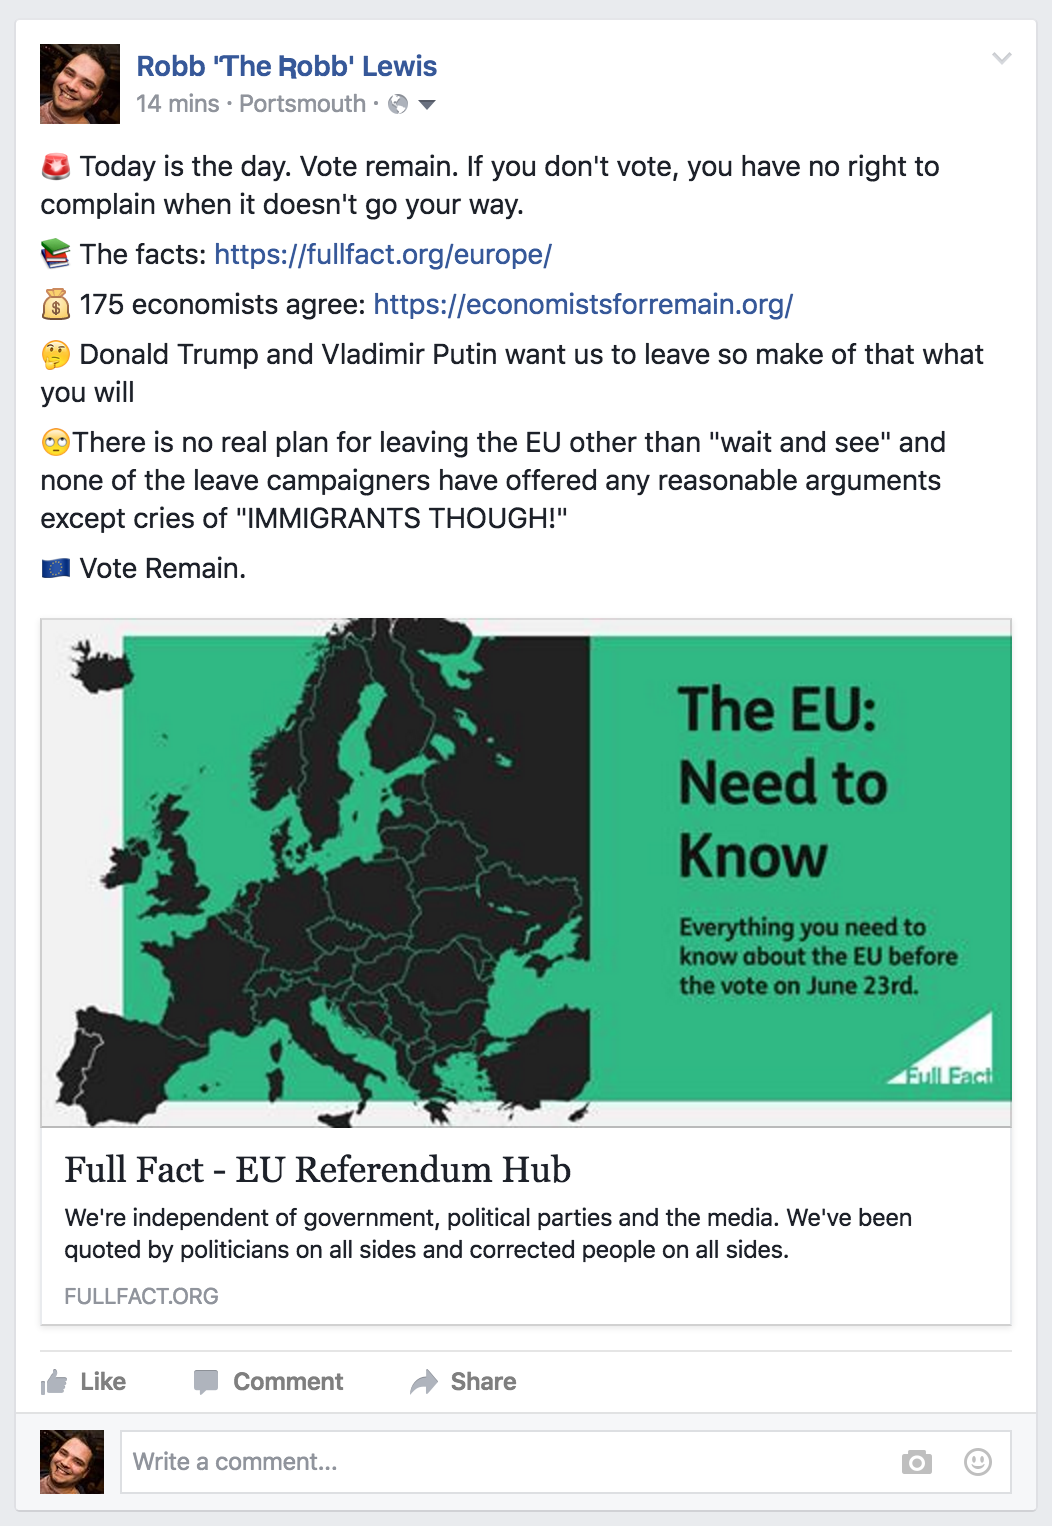 Robb 'The Robb' Lewis
14 mins · Portsmouth ·
🚨 Today is the day. Vote remain. If you don't vote, you have no right to
complain when it doesn't go your way.
📚 The facts: https://fullfact.org/europe/
💰 175 economists agree: https://economistsforremain.org/
🤔 Donald Trump and Vladimir Putin want us to leave so make of that what
you will
🙄There is no real plan for leaving the EU other than "wait and see" and
none of the leave campaigners have offered any reasonable arguments
except cries of "IMMIGRANTS THOUGH!"
🇪🇺 Vote Remain.
The EU:
Need to
Know
Everything you need to
know about the EU before
the vote on June 23rd.
Full Fact
Full Fact - EU Referendum Hub
We're independent of government, political parties and the media. We've been
quoted by politicians on all sides and corrected people on all sides.
FULLFACT.ORG
Like Comment Share
Write a comment...